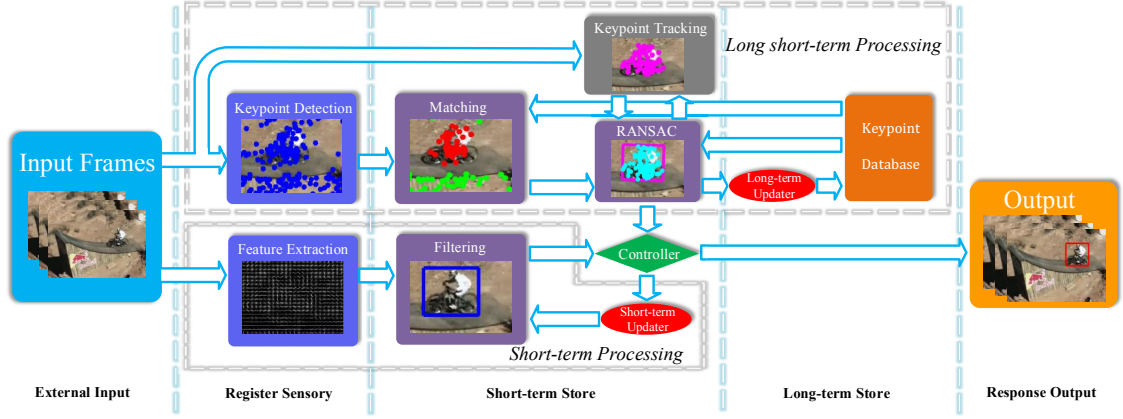 Keypoint Tracking
Long short-term Processing
Keypoint Detection
Matching
RANSAC
Keypoint
Database
Input Frames
Long-term
Updater
Output
Feature Extraction
Filtering
Controller
Short-term
Updater
Short-term Processing
External Input
Register Sensory
Short-term Store
Long-term Store
Response Output